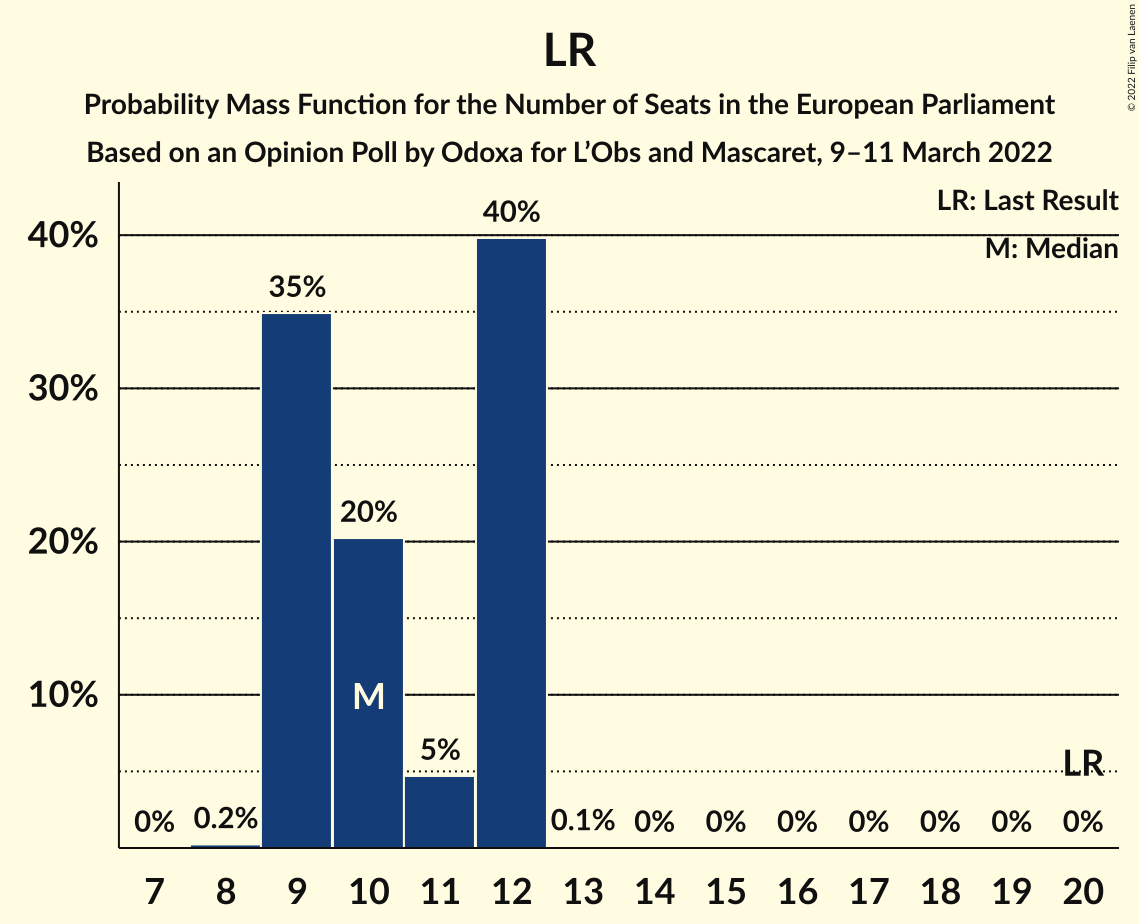 LR
Probability Mass Function for the Number of Seats in the European Parliament
Based on an Opinion Poll by Odoxa for L’Obs and Mascaret, 9–11 March 2022
© 2022 Filip van Laenen
LR: Last Result
M: Median
40%
30%
20%
10%
0%
0.2%
35%
20%
5%
40%
0.1%
0%
0%
0%
0%
0%
0%
0%
M
LR
7 8 9 10 11 12 13 14 15 16 17 18 19 20